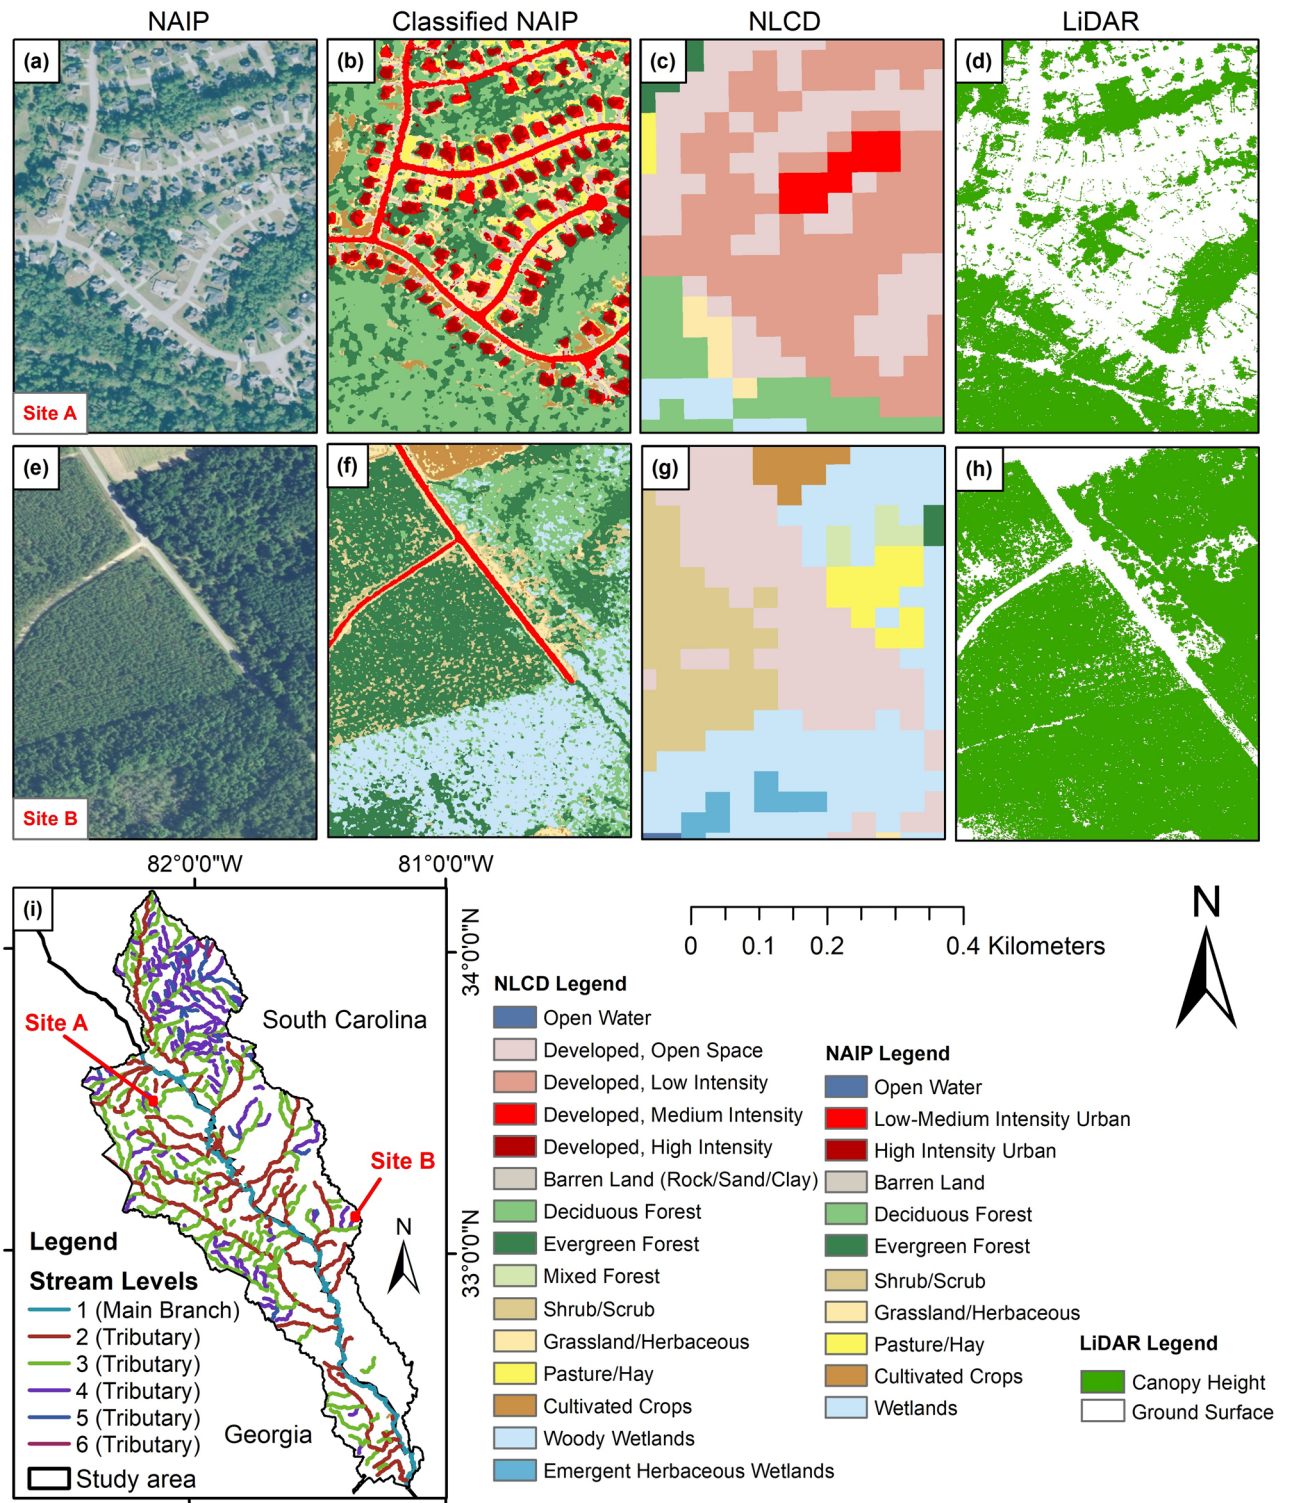 NAIP
Classified NAIP
NLCD
LiDAR
(a)
(b)
(c)
(d)
Site A
(e)
(f)
(g)
(h)
Site B
82°0'0"W
81°0'0"W
(i)
34°0'0"N
South Carolina
Site A
Site B
N
33°0'0"N
Georgia
Legend
Stream Levels
1 (Main Branch)
2 (Tributary)
3 (Tributary)
4 (Tributary)
5 (Tributary)
6 (Tributary)
Study area
0 0.1 0.2 0.4 Kilometers
N
NLCD Legend
Open Water
Developed, Open Space
Developed, Low Intensity
Developed, Medium Intensity
Developed, High Intensity
Barren Land (Rock/Sand/Clay)
Deciduous Forest
Evergreen Forest
Mixed Forest
Shrub/Scrub
Grassland/Herbaceous
Pasture/Hay
Cultivated Crops
Woody Wetlands
Emergent Herbaceous Wetlands
NAIP Legend
Open Water
Low-Medium Intensity Urban
High Intensity Urban
Barren Land
Deciduous Forest
Evergreen Forest
Shrub/Scrub
Grassland/Herbaceous
Pasture/Hay
Cultivated Crops
Wetlands
LiDAR Legend
Canopy Height
Ground Surface